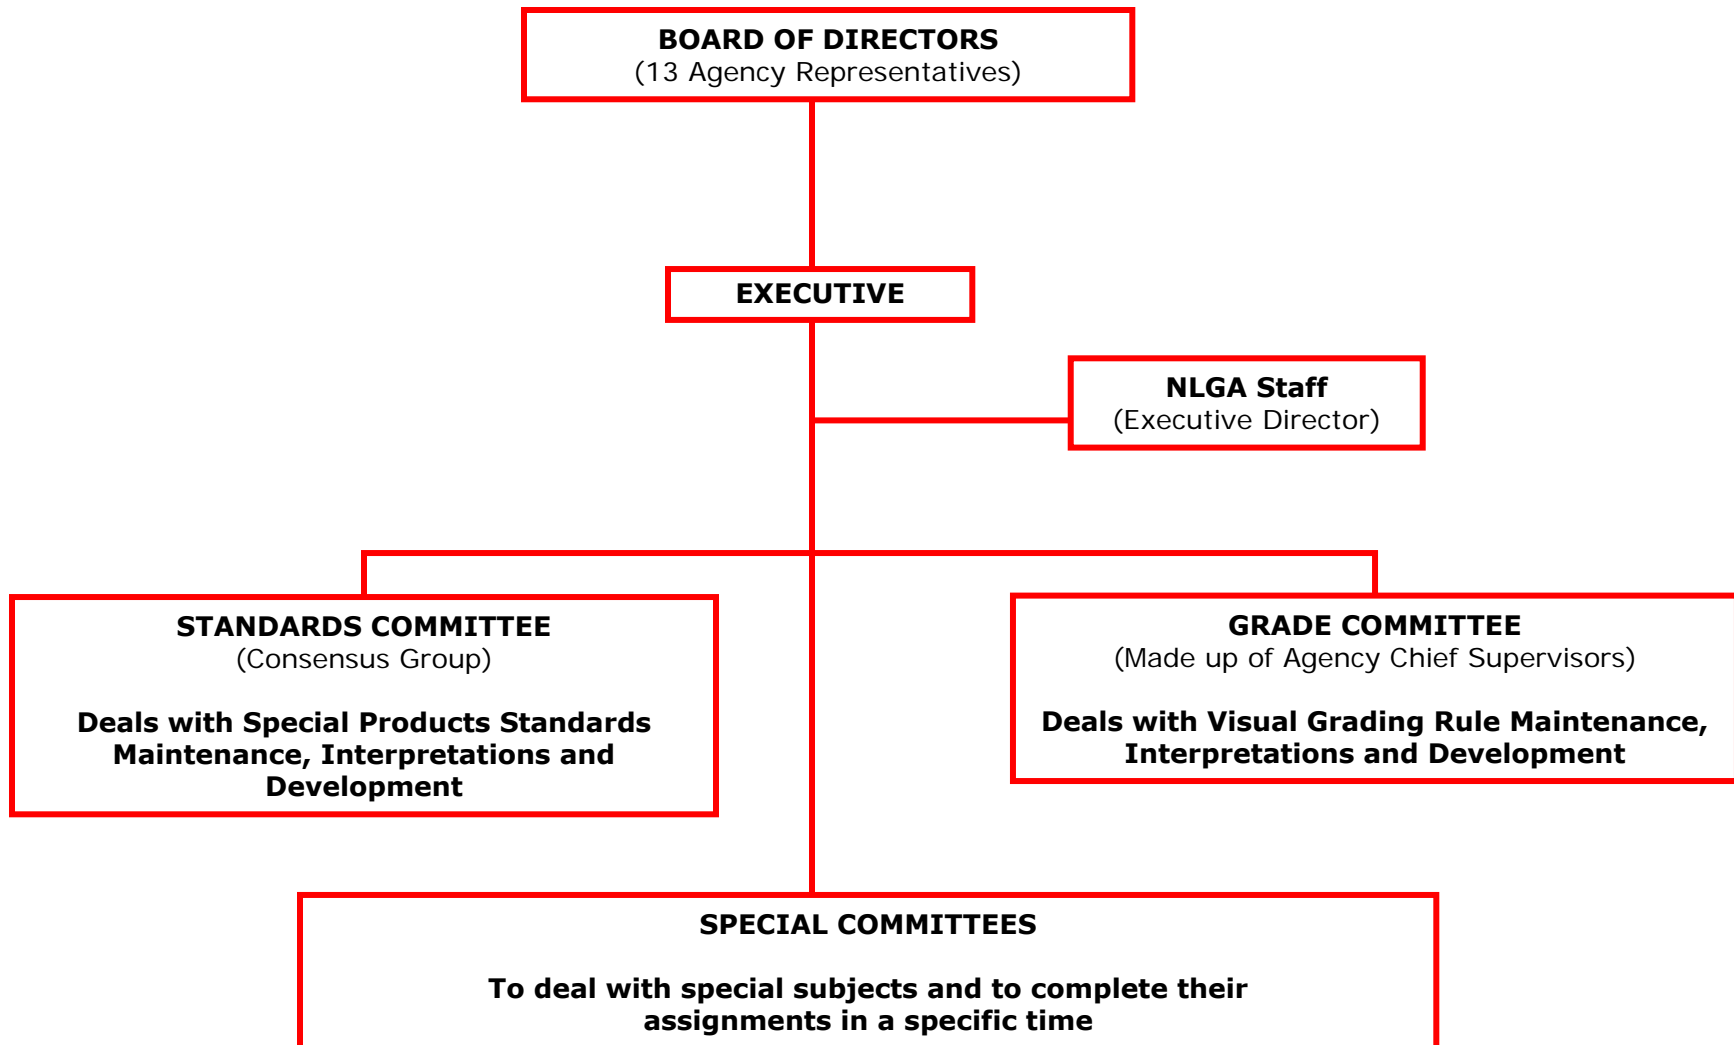 BOARD OF DIRECTORS
(13 Agency Representatives)
EXECUTIVE
NLGA Staff
(Executive Director)
STANDARDS COMMITTEE
(Consensus Group)
Deals with Special Products Standards
Maintenance, Interpretations and
Development
GRADE COMMITTEE
(Made up of Agency Chief Supervisors)
Deals with Visual Grading Rule Maintenance,
Interpretations and Development
SPECIAL COMMITTEES
To deal with special subjects and to complete their
assignments in a specific time